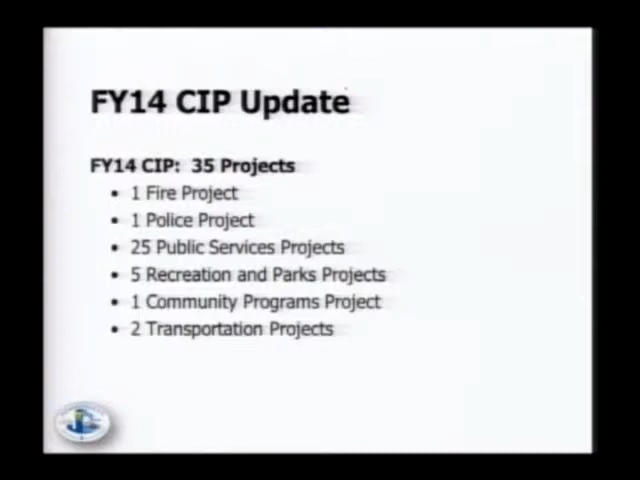 FY14 CIP Update
FY14 CIP: 35 Projects
• 1 Fire Project
• 1 Police Project
• 25 Public Services Projects
• 5 Recreation and Parks Projects
• 1 Community Programs Project
• 2 Transportation Projects